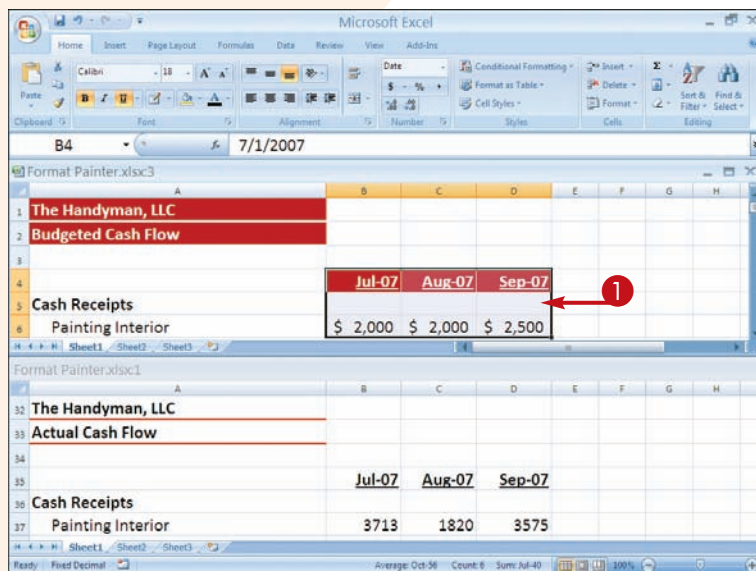 Microsoft Excel
Home Insert Page Layout Formulas Data Review View Add-Ins
Calibri 18 A A Date Conditional Formatting Insert Σ
Paste B I U A $ % , Format as Table Delete Sort & Find &
Cell Styles Format Filter Select
Clipboard Font Alignment Number Styles Cells Editing
B4 fx 7/1/2007
Format Painter.xlsx:3
A B C D E F G H
1 The Handyman, LLC
2 Budgeted Cash Flow
3
4 Jul-07 Aug-07 Sep-07
1
5 Cash Receipts
6 Painting Interior $ 2,000 $ 2,000 $ 2,500
Sheet1 Sheet2 Sheet3
Format Painter.xlsx:1
A B C D E F G H
32 The Handyman, LLC
33 Actual Cash Flow
34
35 Jul-07 Aug-07 Sep-07
36 Cash Receipts
37 Painting Interior 3713 1820 3575
Sheet1 Sheet2 Sheet3
Ready Fixed Decimal Average: Oct-56 Count: 6 Sum: Jul-40 100%